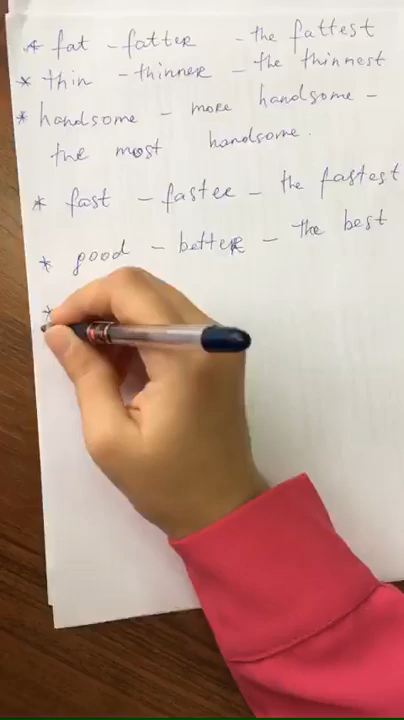 * fat - fatter - the fattest
* thin - thinner - the thinnest
* handsome - more handsome -
the most handsome.
* fast - faster - the fastest
* good - better - the best
*